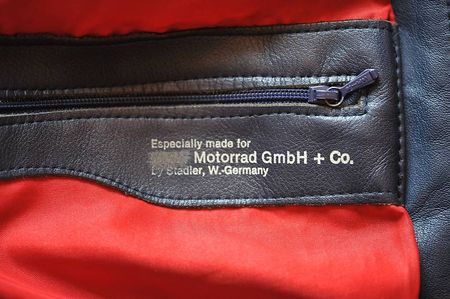 Especially made for
Motorrad GmbH + Co.
by Stadler, W.-Germany